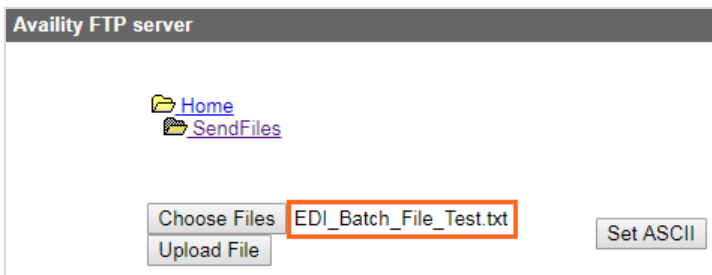 Availity FTP server
Home
SendFiles
Choose Files EDI_Batch_File_Test.txt
Set ASCII
Upload File